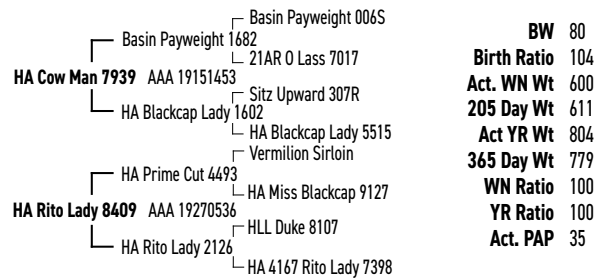 Basin Payweight 006S
Basin Payweight 1682
21AR O Lass 7017
HA Cow Man 7939 AAA 19151453
Sitz Upward 307R
HA Blackcap Lady 1602
HA Blackcap Lady 5515
Vermilion Sirloin
HA Prime Cut 4493
HA Miss Blackcap 9127
HA Rito Lady 8409 AAA 19270536
HLL Duke 8107
HA Rito Lady 2126
HA 4167 Rito Lady 7398
BW 80
Birth Ratio 104
Act. WN Wt 600
205 Day Wt 611
Act YR Wt 804
365 Day Wt 779
WN Ratio 100
YR Ratio 100
Act. PAP 35